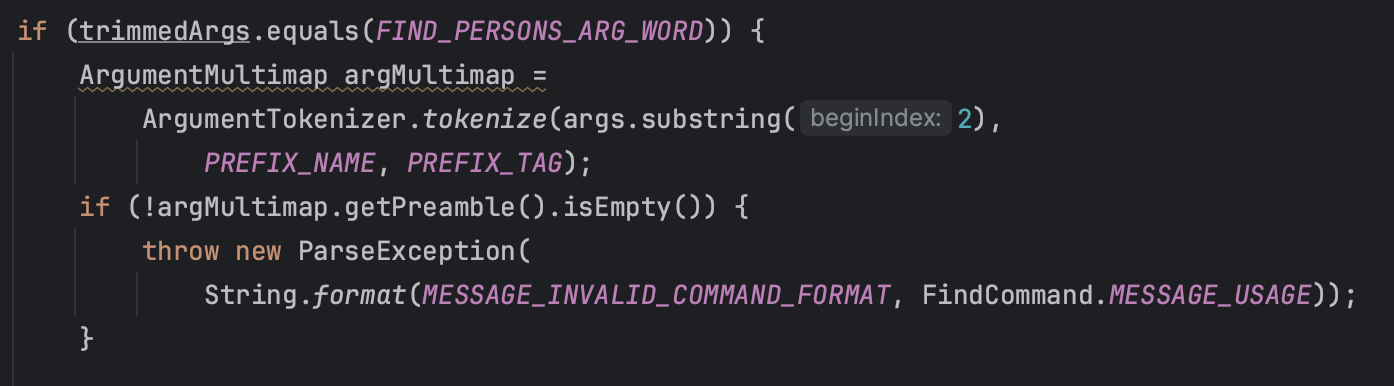 if (trimmedArgs.equals(FIND_PERSONS_ARG_WORD)) {
ArgumentMultimap argMultimap =
ArgumentTokenizer.tokenize(args.substring( beginIndex: 2),
PREFIX_NAME, PREFIX_TAG);
if (!argMultimap.getPreamble().isEmpty()) {
throw new ParseException(
String.format(MESSAGE_INVALID_COMMAND_FORMAT, FindCommand.MESSAGE_USAGE));
}